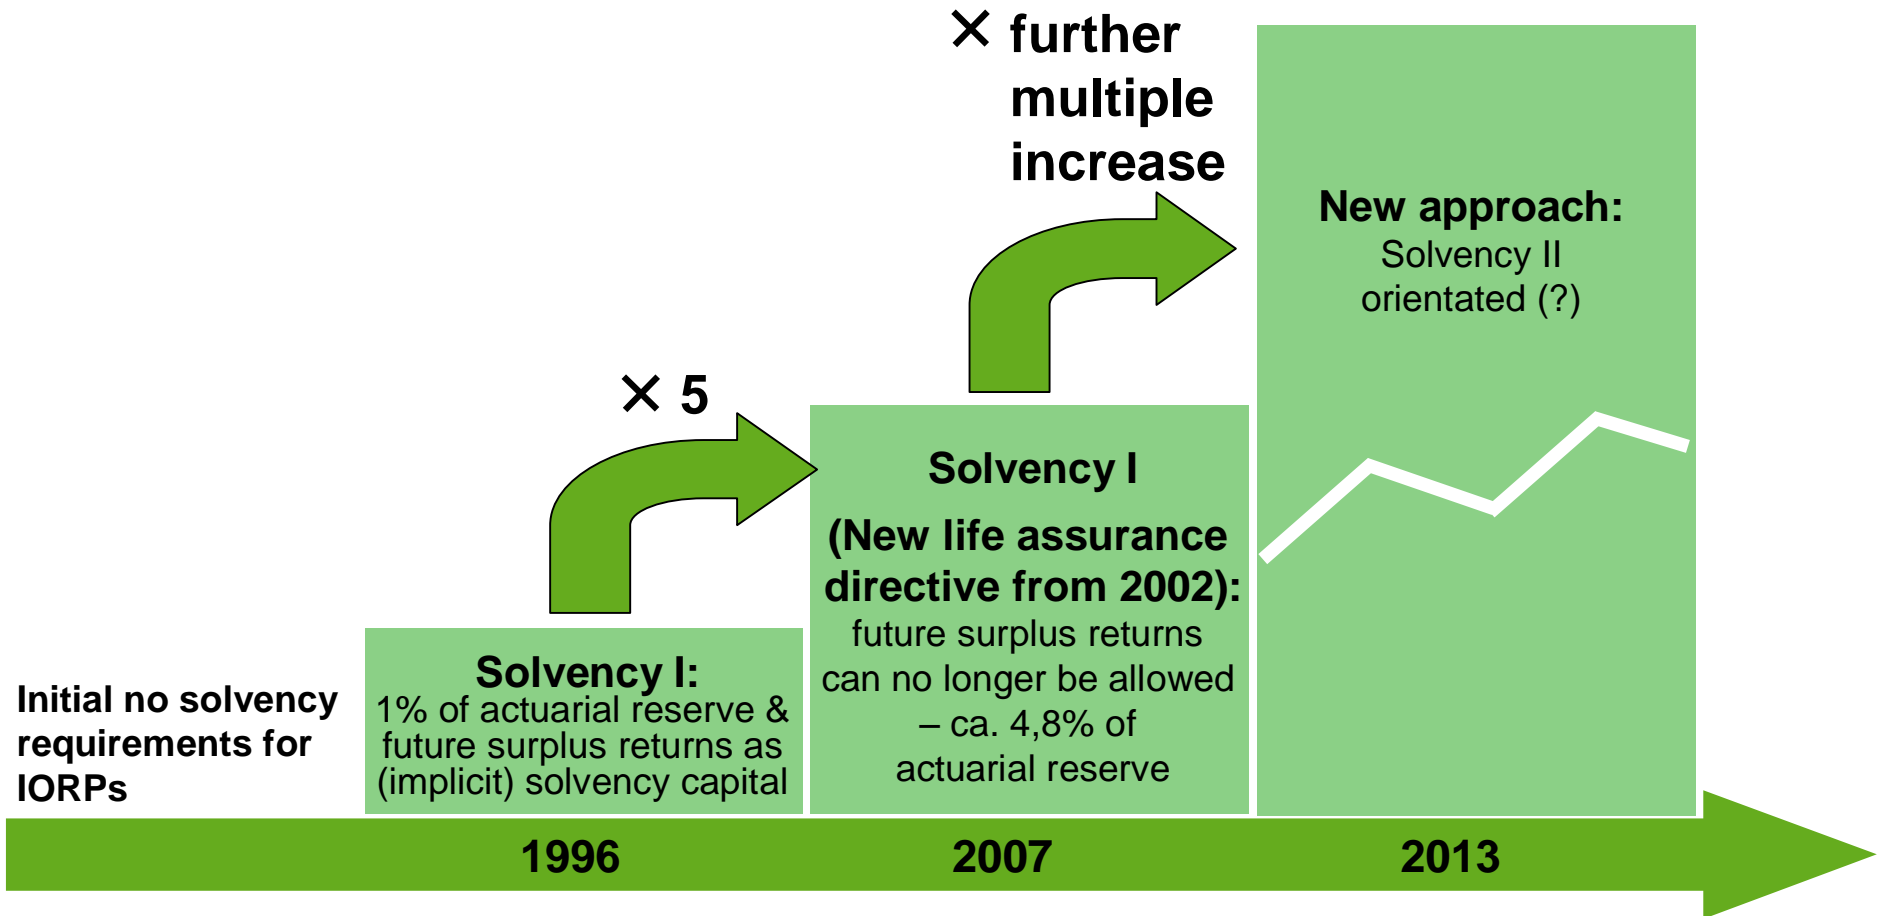 Initial no solvency
requirements for
IORPs
Solvency I:
1% of actuarial reserve &
future surplus returns as
(implicit) solvency capital
× 5
Solvency I
(New life assurance
directive from 2002):
future surplus returns
can no longer be allowed
– ca. 4,8% of
actuarial reserve
× further
multiple
increase
New approach:
Solvency II
orientated (?)
1996
2007
2013